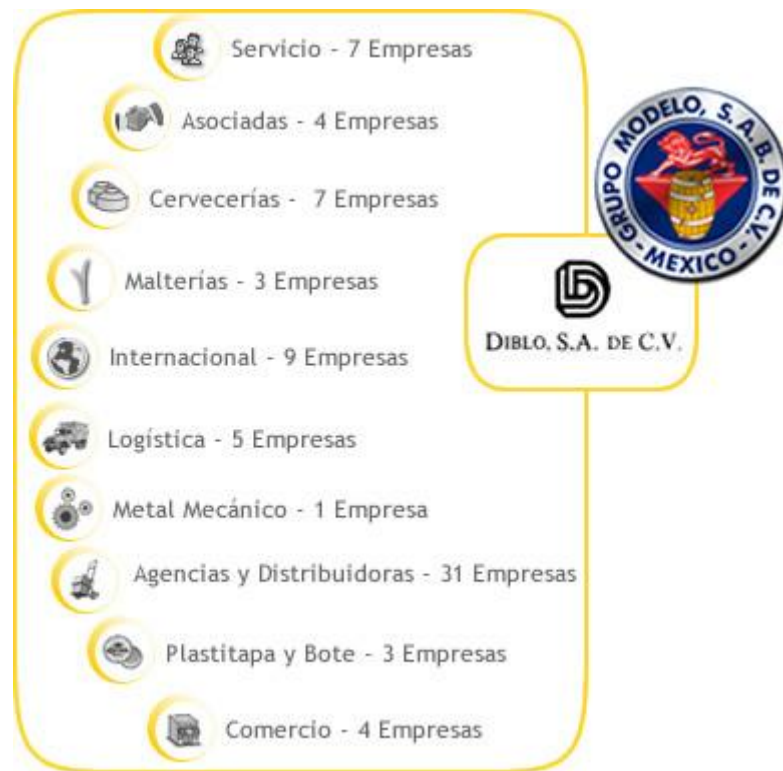 Servicio - 7 Empresas
Asociadas - 4 Empresas
Cervecerías - 7 Empresas
Malterías - 3 Empresas
Internacional - 9 Empresas
Logística - 5 Empresas
Metal Mecánico - 1 Empresa
Agencias y Distribuidoras - 31 Empresas
Plastitapa y Bote - 3 Empresas
Comercio - 4 Empresas
GRUPO MODELO, S. A. B. DE C.V.
- MEXICO -
DIBLO, S.A. DE C.V.